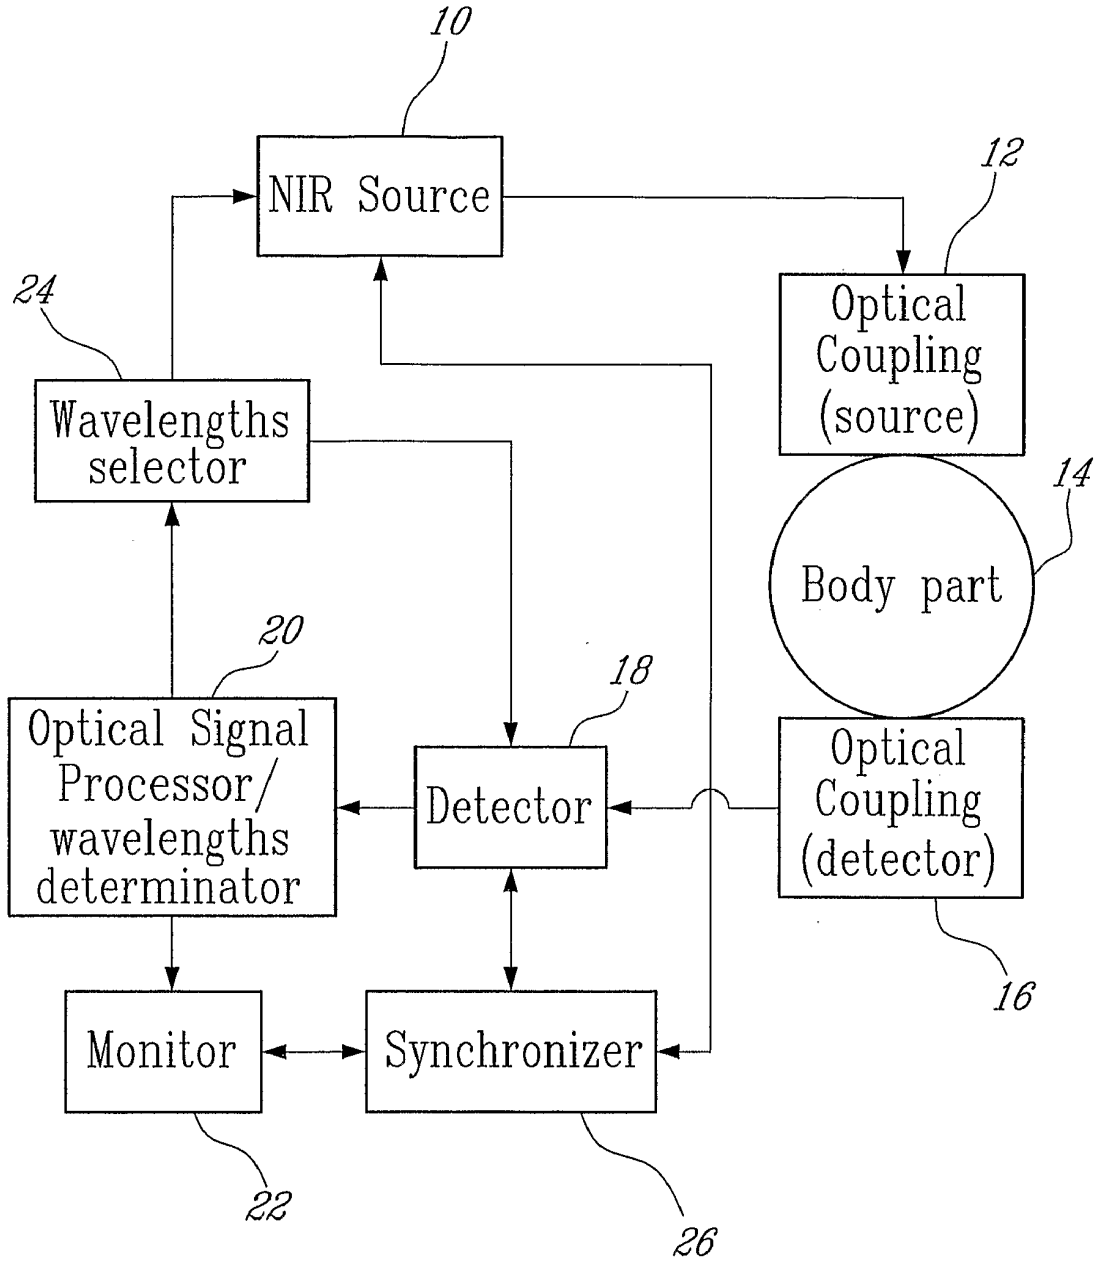 10
NIR Source
12
Optical
Coupling
(source)
24
Wavelengths
selector
14
Body part
20
Optical Signal
Processor /
wavelengths
determinator
18
Detector
Optical
Coupling
(detector)
16
Monitor
22
Synchronizer
26